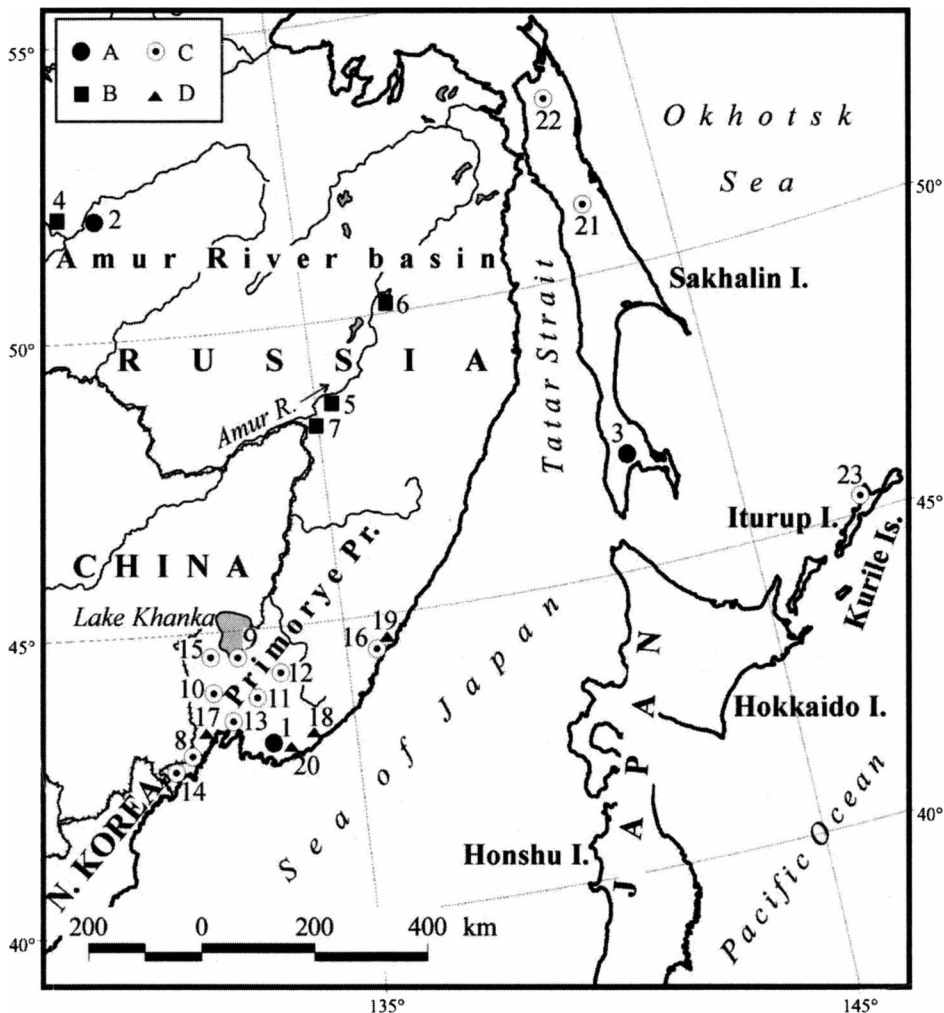 55°
A C
B D
22
Okhotsk
Sea
50°
4
2
21
Amur River basin
Sakhalin I.
6
Tatar Strait
50°
RUSSIA
Amur R.
5
7
3
23
45°
Iturup I.
Kurile Is.
CHINA
Primorye Pr.
Lake Khanka
9
19
16
45°
15
12
10
11
17
13
1
18
8
20
14
Hokkaido I.
Sea of Japan
JAPAN
N. KOREA
40°
Honshu I.
Pacific Ocean
200 0 200 400 km
40°
135°
145°